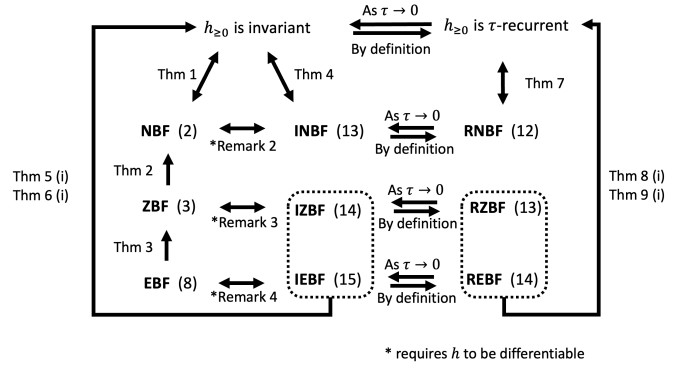 As τ → 0
h≥0 is invariant
h≥0 is τ-recurrent
By definition
Thm 1
Thm 4
Thm 7
As τ → 0
NBF (2)
INBF (13)
RNBF (12)
*Remark 2
By definition
Thm 2
Thm 5 (i)
Thm 6 (i)
Thm 8 (i)
Thm 9 (i)
As τ → 0
ZBF (3)
IZBF (14)
RZBF (13)
*Remark 3
By definition
Thm 3
As τ → 0
EBF (8)
IEBF (15)
REBF (14)
*Remark 4
By definition
* requires h to be differentiable